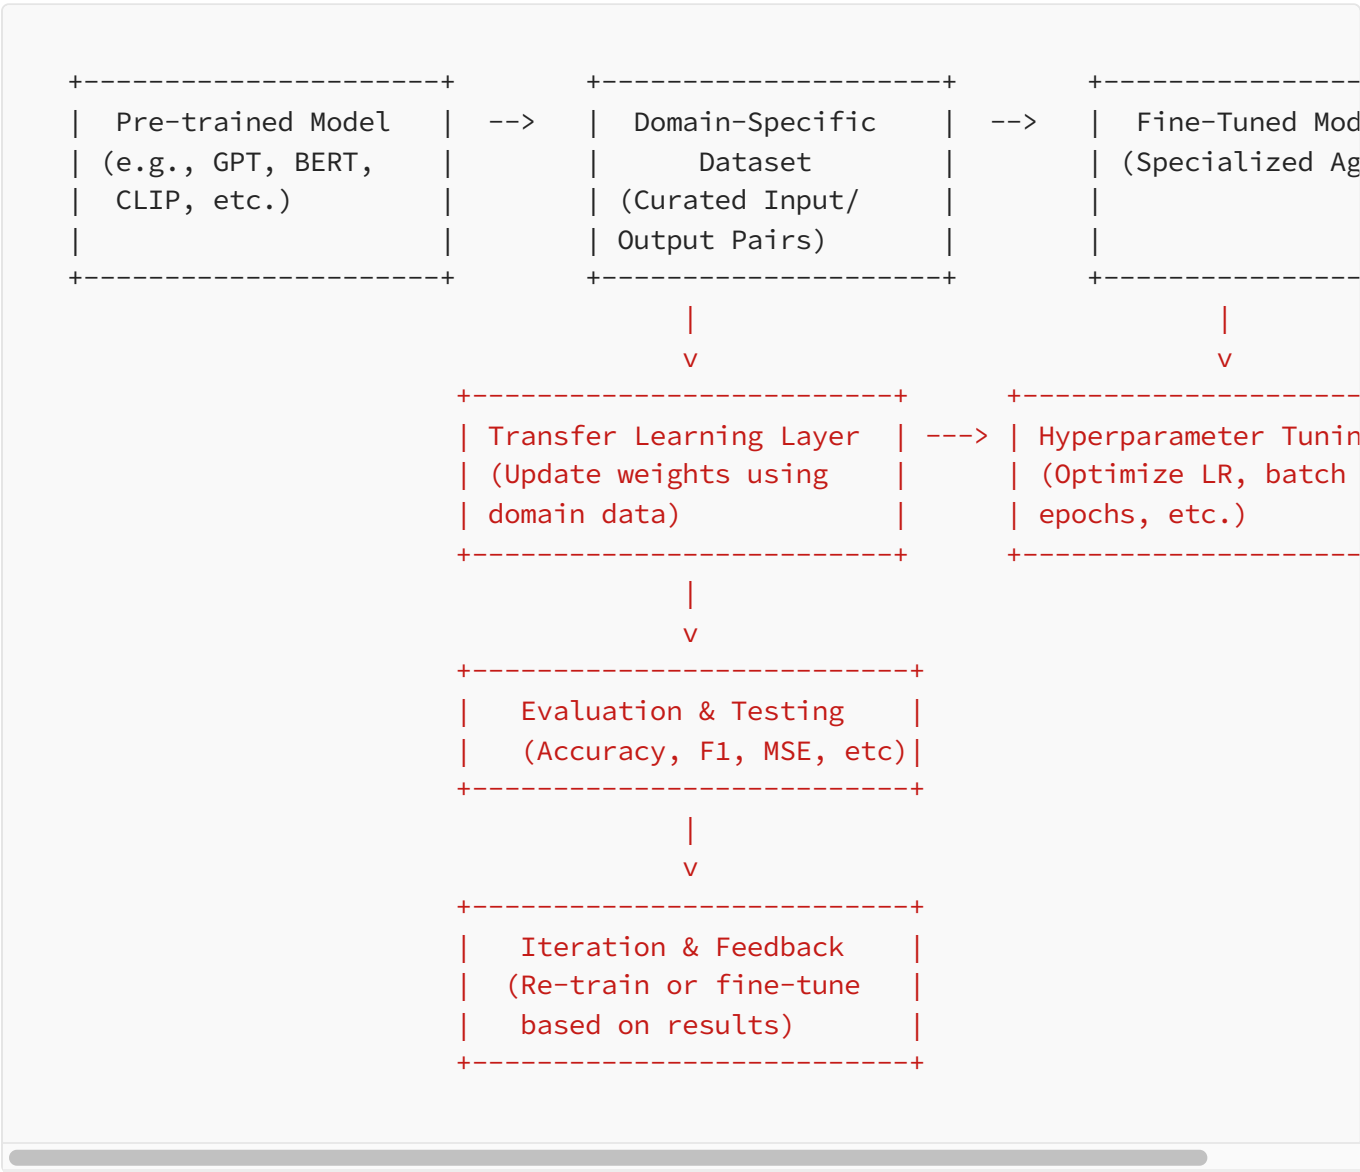 +----------------------+ +---------------------+ +----------------
| Pre-trained Model | --> | Domain-Specific | --> | Fine-Tuned Mod
| (e.g., GPT, BERT, | | Dataset | | (Specialized Ag
| CLIP, etc.) | | (Curated Input/ | |
| | | Output Pairs) | |
+----------------------+ +---------------------+ +----------------
| |
v v
+--------------------------+ +---------------------
| Transfer Learning Layer | ---> | Hyperparameter Tunin
| (Update weights using | | (Optimize LR, batch
| domain data) | | epochs, etc.)
+--------------------------+ +---------------------
|
v
+---------------------------+
| Evaluation & Testing |
| (Accuracy, F1, MSE, etc)|
+---------------------------+
|
v
+---------------------------+
| Iteration & Feedback |
| (Re-train or fine-tune |
| based on results) |
+---------------------------+